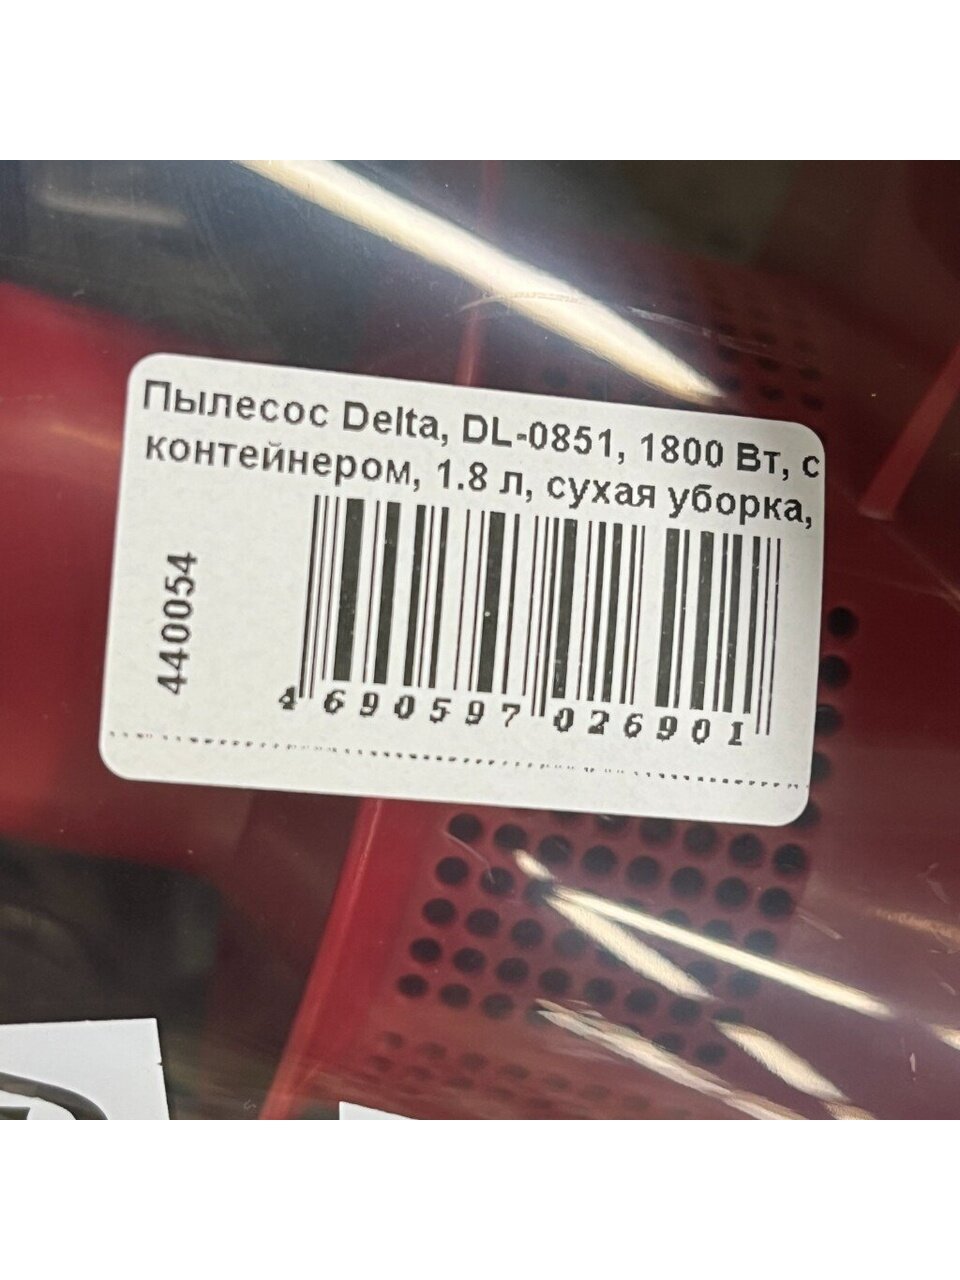 Пылесос Delta, DL-0851, 1800 Вт, с
контейнером, 1.8 л, сухая уборка,
440054
4 690597 026901